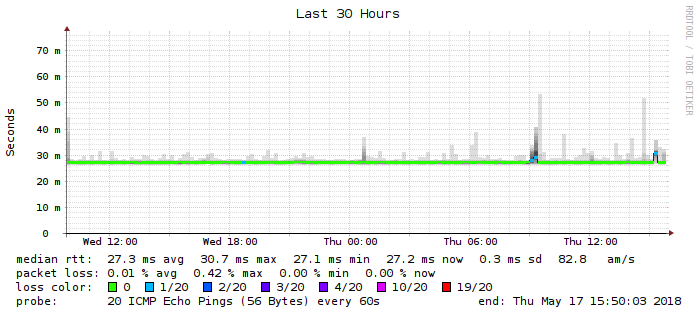 Last 30 Hours
RRDTOOL / TOBI OETIKER
Seconds
70 m
60 m
50 m
40 m
30 m
20 m
10 m
0
Wed 12:00 Wed 18:00 Thu 00:00 Thu 06:00 Thu 12:00
median rtt: 27.3 ms avg 30.7 ms max 27.1 ms min 27.2 ms now 0.3 ms sd 82.8 am/s
packet loss: 0.01 % avg 0.42 % max 0.00 % min 0.00 % now
loss color: 0 1/20 2/20 3/20 4/20 10/20 19/20
probe: 20 ICMP Echo Pings (56 Bytes) every 60s end: Thu May 17 15:50:03 2018